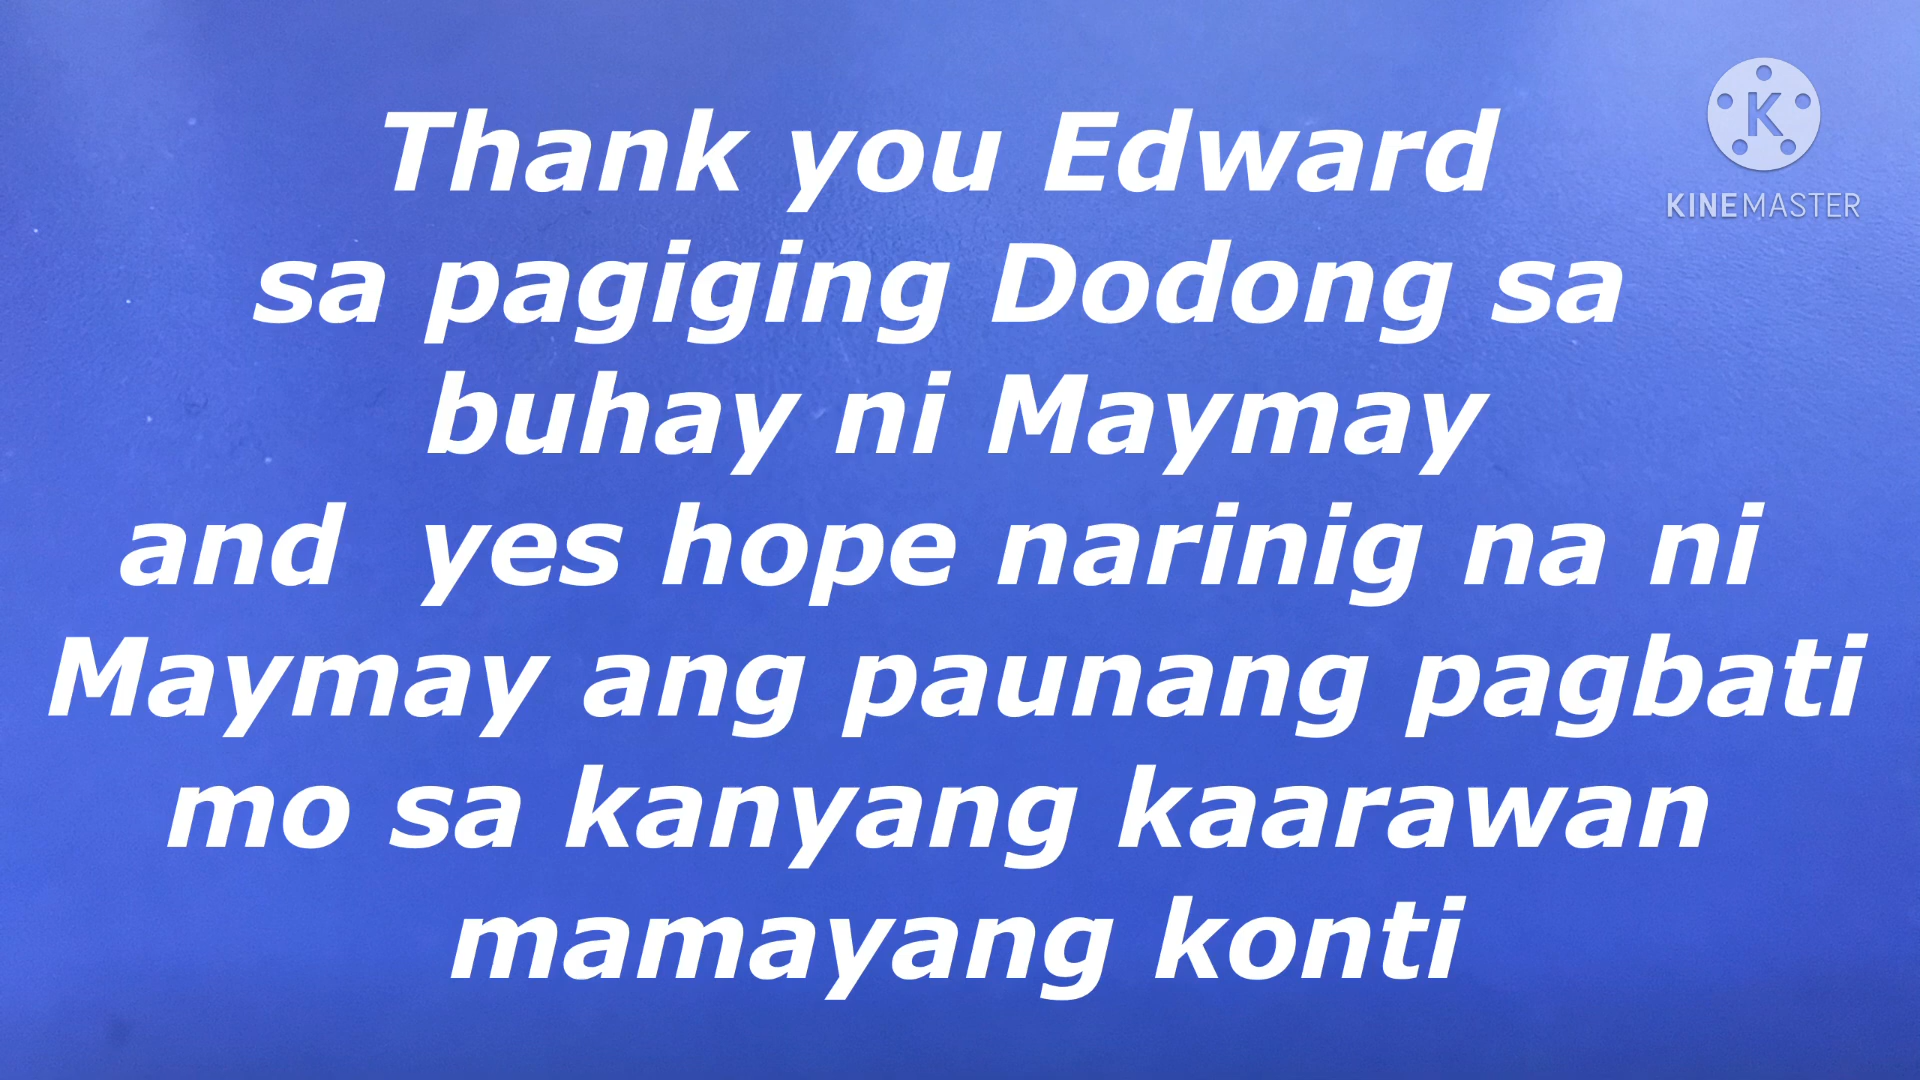 Thank you Edward
sa pagiging Dodong sa
buhay ni Maymay
and  yes hope narinig na ni
Maymay ang paunang pagbati
mo sa kanyang kaarawan
mamayang konti
K
KINEMASTER